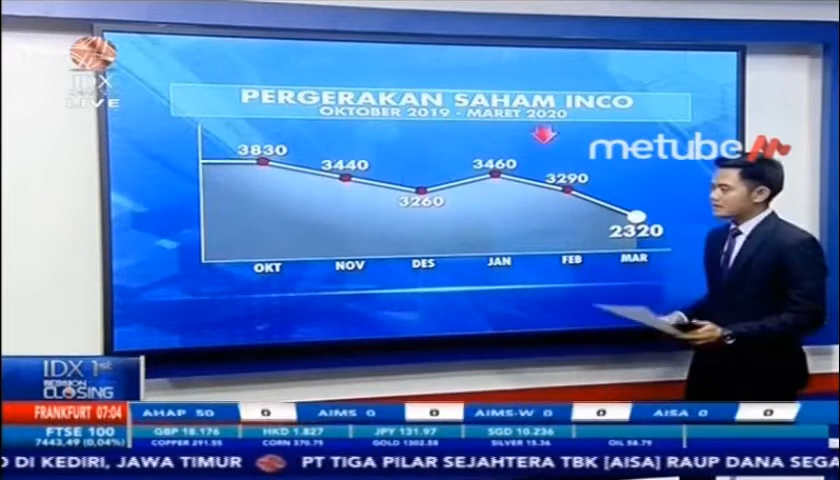 IDX
LIVE
PERGERAKAN SAHAM INCO
OKTOBER 2019 - MARET 2020
metube
3830
3440
3260
3460
3290
2320
OKT
NOV
DES
JAN
FEB
MAR
IDX 1st
SESSION
CLOSING
FRANKFURT 07:04
AHAP 50 0 AIMS 0 0 AIMS-W 0 0 AISA 0 0
FTSE 100
7443,49 (0,04%)
GBP 18.176 HKD 1.827 JPY 131.97 SGD 10.236
COPPER 291.55 CORN 370.75 GOLD 1302.58 SILVER 15.36 OIL 58.79
O DI KEDIRI, JAWA TIMUR PT TIGA PILAR SEJAHTERA TBK [AISA] RAUP DANA SEGA